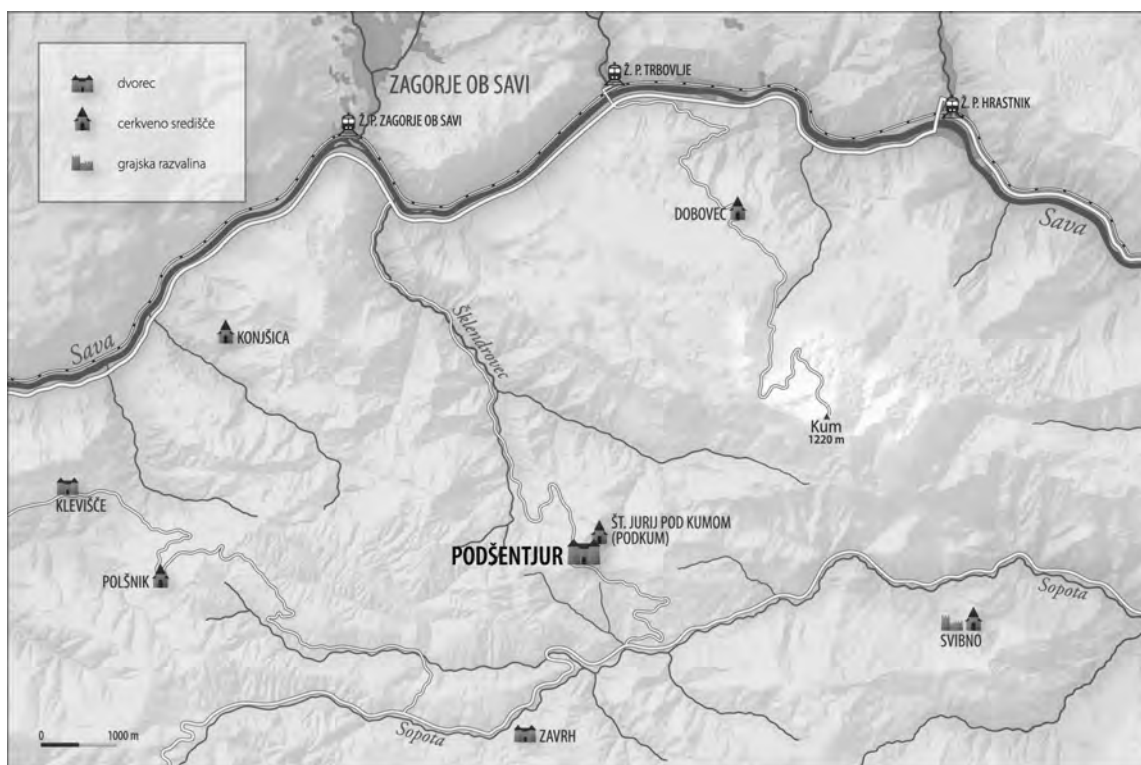 dvorec
cerkveno središče
grajska razvalina
ZAGORJE OB SAVI
Ž. P. TRBOVLJE
Ž. P. HRASTNIK
Ž. P. ZAGORJE OB SAVI
DOBOVEC
Sava
Sava
KONJŠICA
Šklendrovec
Kum
1220 m
KLEVIŠČE
ŠT. JURIJ POD KUMOM
(PODKUM)
PODŠENTJUR
POLŠNIK
Sopota
SVIBNO
Sopota
ZAVRH
0 1000 m